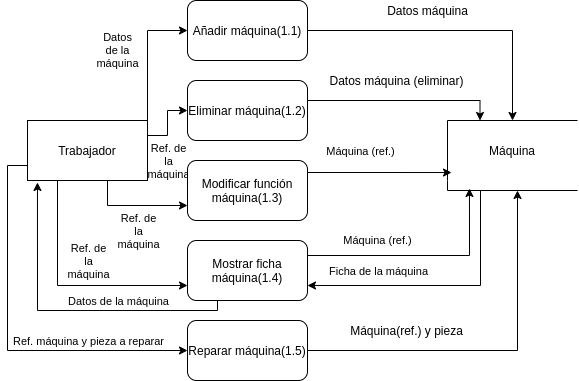 Datos máquina
Añadir máquina(1.1)
Datos
de la
máquina
Datos máquina (eliminar)
Eliminar máquina(1.2)
Trabajador
Máquina
Ref. de
la
máquina
Máquina (ref.)
Modificar función
máquina(1.3)
Ref. de
la
máquina
Máquina (ref.)
Ref. de
la
máquina
Mostrar ficha
máquina(1.4)
Ficha de la máquina
Datos de la máquina
Máquina(ref.) y pieza
Ref. máquina y pieza a reparar
Reparar máquina(1.5)